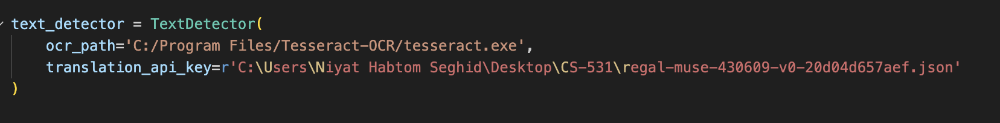 text_detector = TextDetector(
    ocr_path='C:/Program Files/Tesseract-OCR/tesseract.exe',
    translation_api_key=r'C:\Users\Niyat Habtom Seghid\Desktop\CS-531\regal-muse-430609-v0-20d04d657aef.json'
)